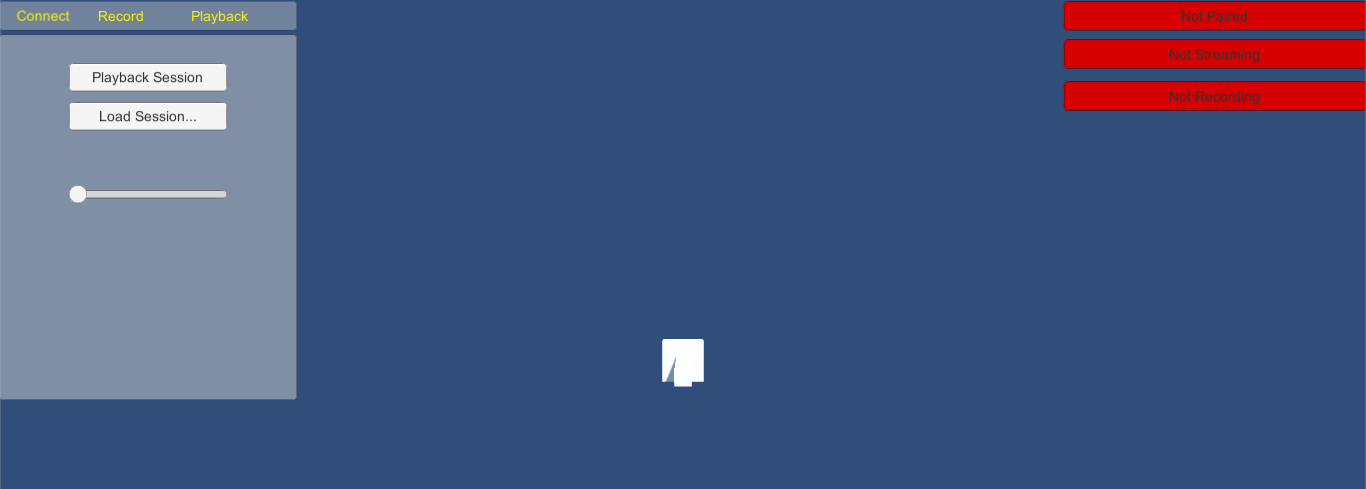 Connect Record Playback
Playback Session
Load Session...
Not Paired
Not Streaming
Not Recording